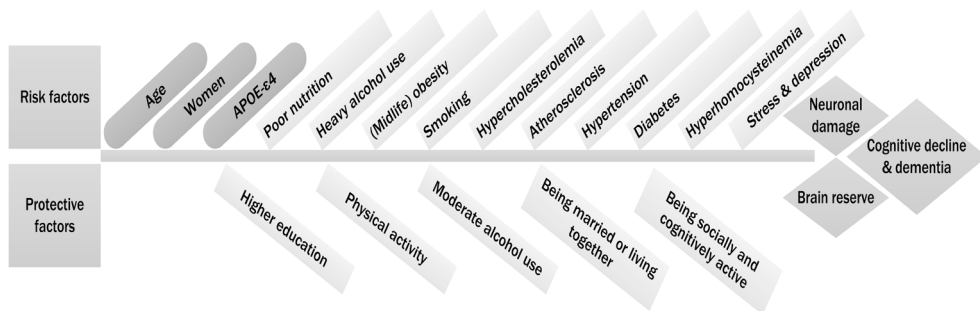 Risk factors
Age
Women
APOE-ε4
Poor nutrition
Heavy alcohol use
(Midlife) obesity
Smoking
Hypercholesterolemia
Atherosclerosis
Hypertension
Diabetes
Hyperhomocysteinemia
Stress & depression
Neuronal
damage
Cognitive decline
& dementia
Brain reserve
Protective
factors
Higher education
Physical activity
Moderate alcohol use
Being married or living
together
Being socially and
cognitively active